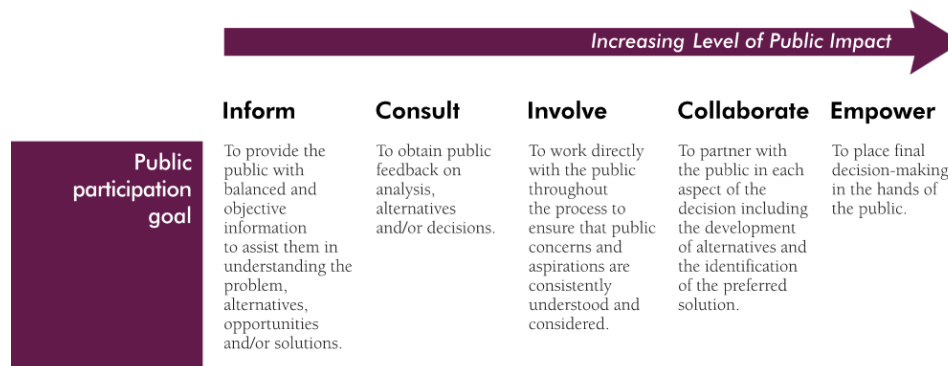 Increasing Level of Public Impact
Inform
Consult
Involve
Collaborate
Empower
Public
participation
goal
To provide the
public with
balanced and
objective
information
to assist them in
understanding the
problem,
alternatives,
opportunities
and/or solutions.
To obtain public
feedback on
analysis,
alternatives
and/or decisions.
To work directly
with the public
throughout
the process to
ensure that public
concerns and
aspirations are
consistently
understood and
considered.
To partner with
the public in each
aspect of the
decision including
the development
of alternatives and
the identification
of the preferred
solution.
To place final
decision-making
in the hands of
the public.